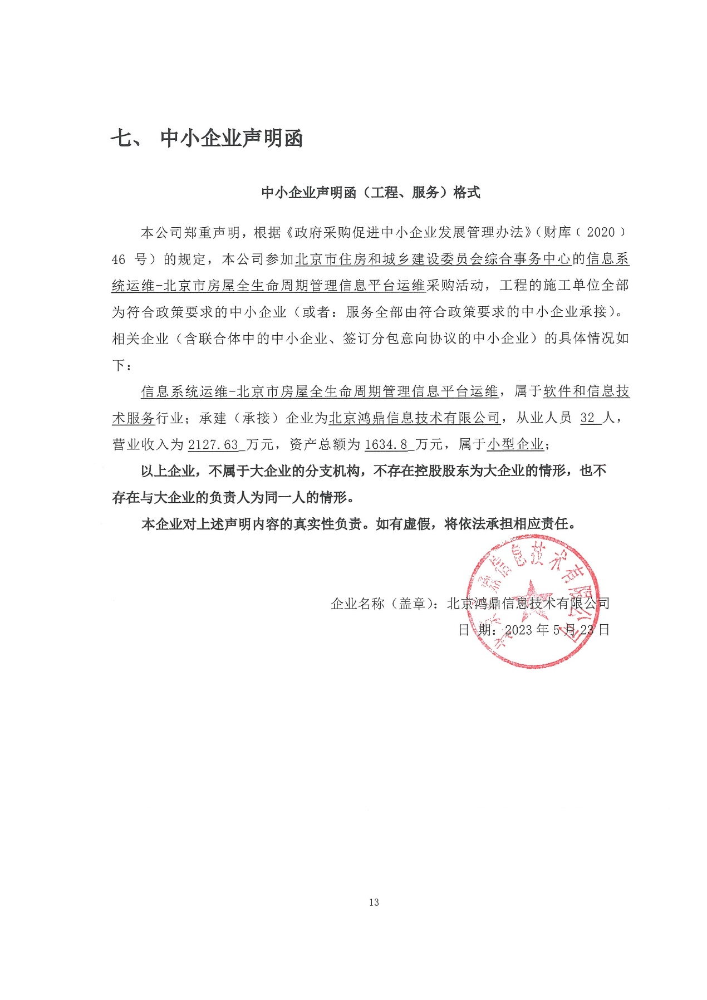 七、 中小企业声明函
中小企业声明函（工程、服务）格式
本公司郑重声明，根据《政府采购促进中小企业发展管理办法》（财库﹝2020﹞
46 号）的规定，本公司参加北京市住房和城乡建设委员会综合事务中心的信息系
统运维-北京市房屋全生命周期管理信息平台运维采购活动，工程的施工单位全部
为符合政策要求的中小企业（或者：服务全部由符合政策要求的中小企业承接）。
相关企业（含联合体中的中小企业、签订分包意向协议的中小企业）的具体情况如
下：
信息系统运维-北京市房屋全生命周期管理信息平台运维，属于软件和信息技
术服务行业；承建（承接）企业为北京鸿鼎信息技术有限公司，从业人员 32 人，
营业收入为 2127.63 万元，资产总额为 1634.8 万元，属于小型企业；
以上企业，不属于大企业的分支机构，不存在控股股东为大企业的情形，也不
存在与大企业的负责人为同一人的情形。
本企业对上述声明内容的真实性负责。如有虚假，将依法承担相应责任。
企业名称（盖章）：北京鸿鼎信息技术有限公司
日 期：2023 年 5 月 23 日
北京鸿鼎信息技术有限公司
13